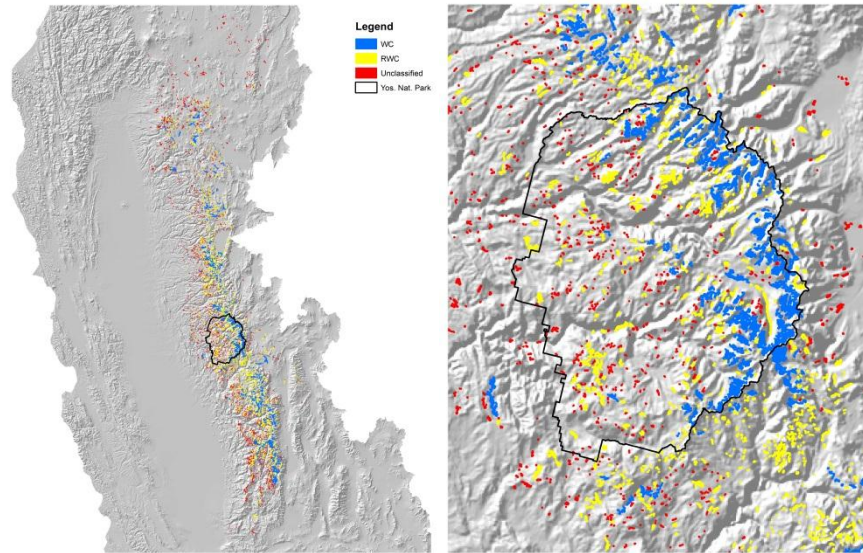 Legend
WC
RWC
Unclassified
Yos. Nat. Park